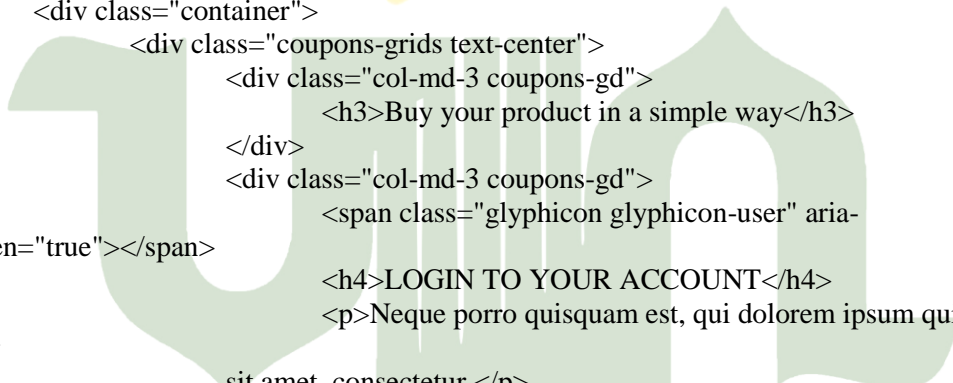 <div class="container">
<div class="coupons-grids text-center">
<div class="col-md-3 coupons-gd">
<h3>Buy your product in a simple way</h3>
</div>
<div class="col-md-3 coupons-gd">
<span class="glyphicon glyphicon-user" aria-
en="true"></span>
<h4>LOGIN TO YOUR ACCOUNT</h4>
<p>Neque porro quisquam est, qui dolorem ipsum qui
sit amet, consectetur.</p>